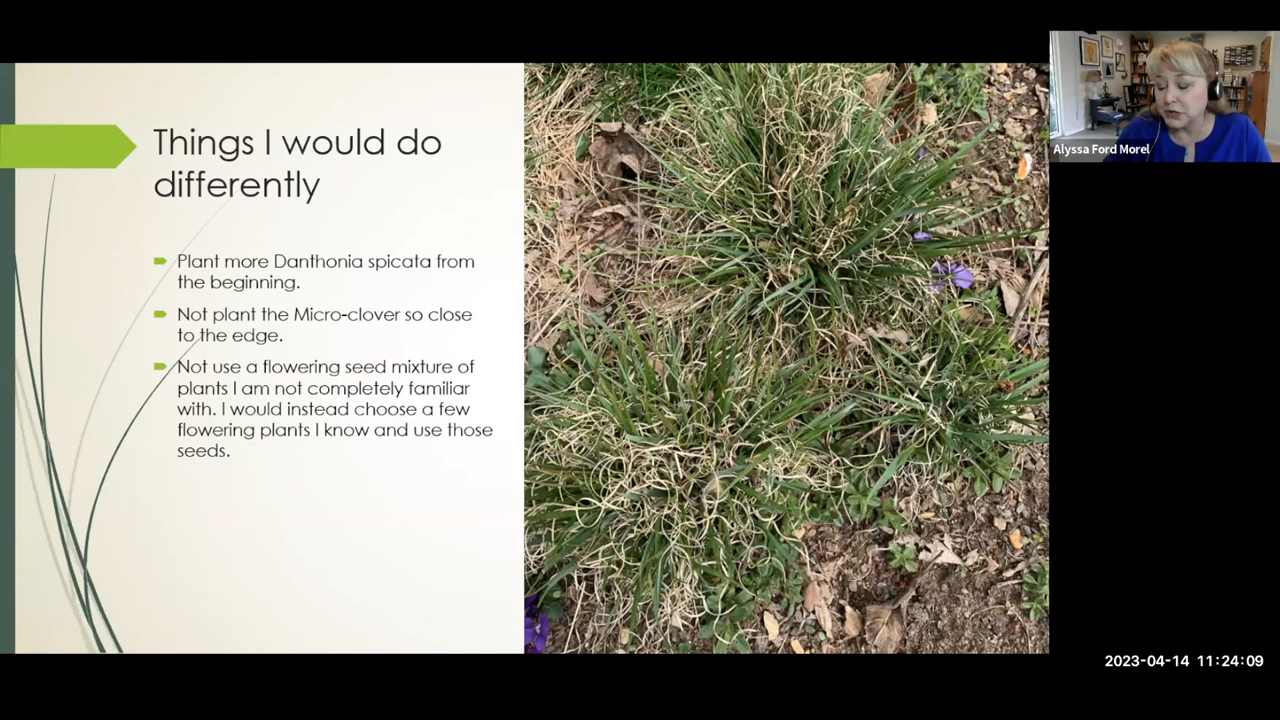 Things I would do
differently
Plant more Danthonia spicata from
the beginning.
Not plant the Micro-clover so close
to the edge.
Not use a flowering seed mixture of
plants I am not completely familiar
with. I would instead choose a few
flowering plants I know and use those
seeds.
Alyssa Ford Morel
2023-04-14 11:24:09